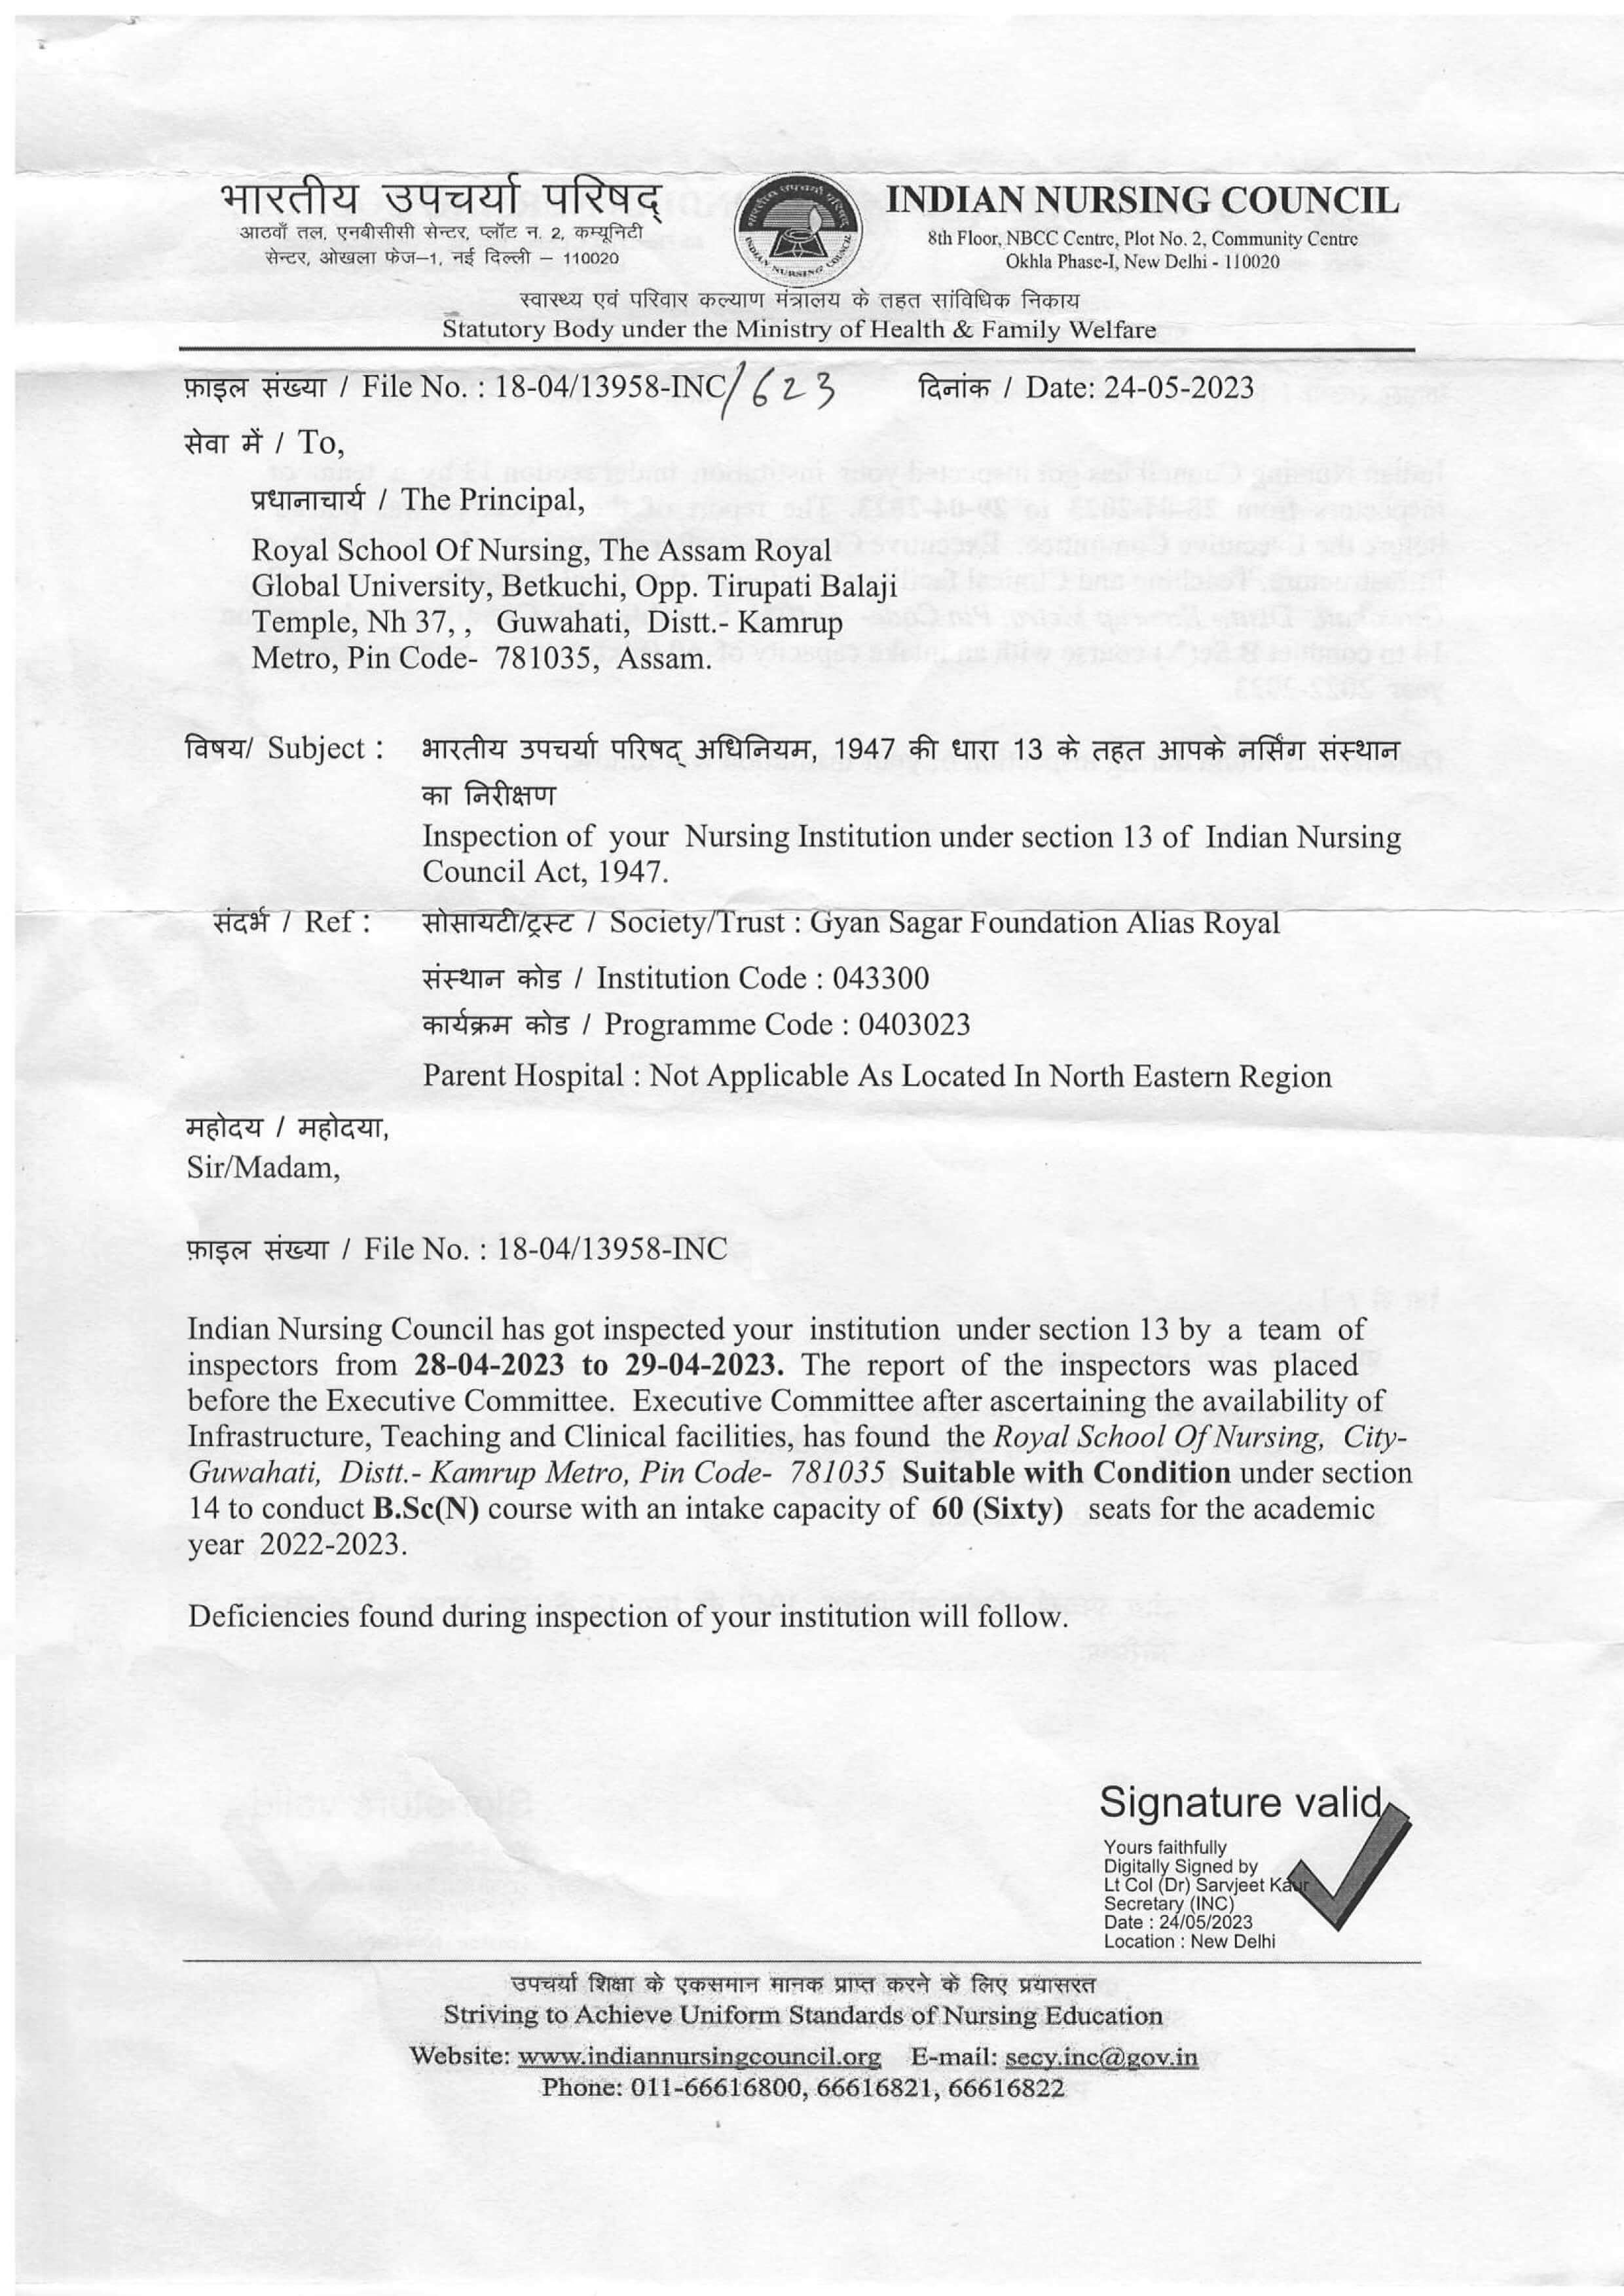 भारतीय उपचर्या परिषद्
आठवाँ तल, एनबीसीसी सेन्टर, प्लॉट न. 2, कम्यूनिटी
सेन्टर, ओखला फेज–1, नई दिल्ली – 110020
भारतीय उपचर्या परिषद्
INDIAN NURSING COUNCIL
INDIAN NURSING COUNCIL
8th Floor, NBCC Centre, Plot No. 2, Community Centre
Okhla Phase-I, New Delhi - 110020
स्वास्थ्य एवं परिवार कल्याण मंत्रालय के तहत सांविधिक निकाय
Statutory Body under the Ministry of Health & Family Welfare
फ़ाइल संख्या / File No. : 18-04/13958-INC/623 दिनांक / Date: 24-05-2023
सेवा में / To,
प्रधानाचार्य / The Principal,
Royal School Of Nursing, The Assam Royal
Global University, Betkuchi, Opp. Tirupati Balaji
Temple, Nh 37, , Guwahati, Distt.- Kamrup
Metro, Pin Code- 781035, Assam.
विषय/ Subject : भारतीय उपचर्या परिषद् अधिनियम, 1947 की धारा 13 के तहत आपके नर्सिंग संस्थान
का निरीक्षण
Inspection of your Nursing Institution under section 13 of Indian Nursing
Council Act, 1947.
संदर्भ / Ref : सोसायटी/ट्रस्ट / Society/Trust : Gyan Sagar Foundation Alias Royal
संस्थान कोड / Institution Code : 043300
कार्यक्रम कोड / Programme Code : 0403023
Parent Hospital : Not Applicable As Located In North Eastern Region
महोदय / महोदया,
Sir/Madam,
फ़ाइल संख्या / File No. : 18-04/13958-INC
Indian Nursing Council has got inspected your institution under section 13 by a team of
inspectors from 28-04-2023 to 29-04-2023. The report of the inspectors was placed
before the Executive Committee. Executive Committee after ascertaining the availability of
Infrastructure, Teaching and Clinical facilities, has found the Royal School Of Nursing, City-
Guwahati, Distt.- Kamrup Metro, Pin Code- 781035 Suitable with Condition under section
14 to conduct B.Sc(N) course with an intake capacity of 60 (Sixty) seats for the academic
year 2022-2023.
Deficiencies found during inspection of your institution will follow.
Signature valid
Yours faithfully
Digitally Signed by
Lt Col (Dr) Sarvjeet Kaur
Secretary (INC)
Date : 24/05/2023
Location : New Delhi
उपचर्या शिक्षा के एकसमान मानक प्राप्त करने के लिए प्रयासरत
Striving to Achieve Uniform Standards of Nursing Education
Website: www.indiannursingcouncil.org E-mail: secy.inc@gov.in
Phone: 011-66616800, 66616821, 66616822